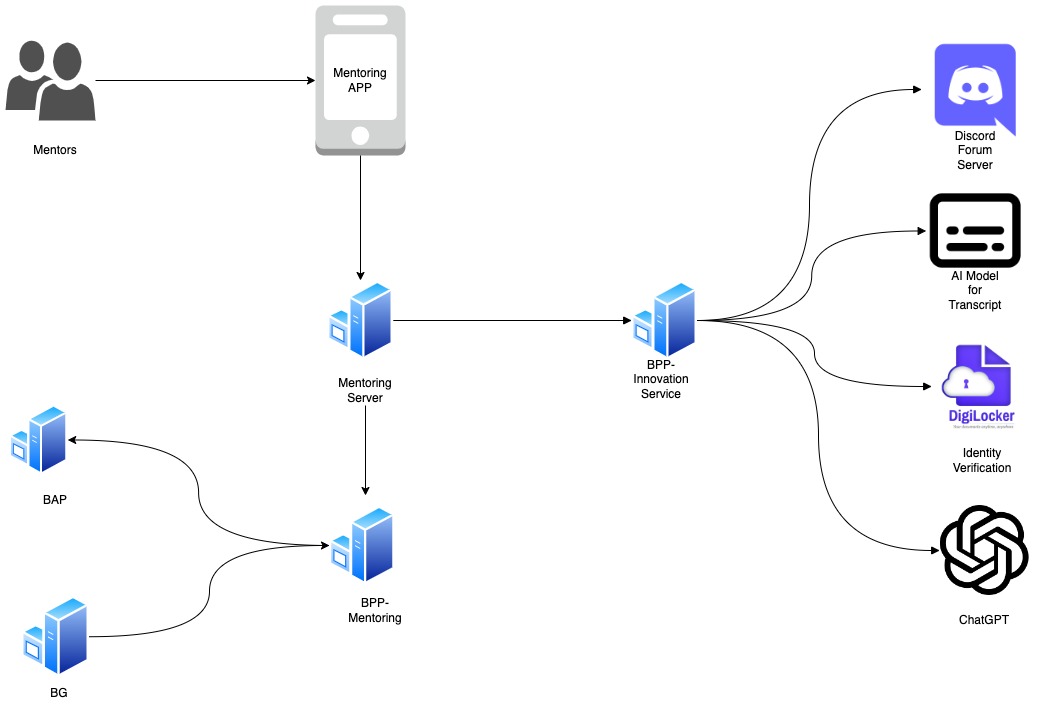 Mentors
Mentoring
APP
Discord
Forum
Server
AI Model
for
Transcript
Mentoring
Server
BPP-
Innovation
Service
DigiLocker
Identity
Verification
BAP
BPP-
Mentoring
ChatGPT
BG